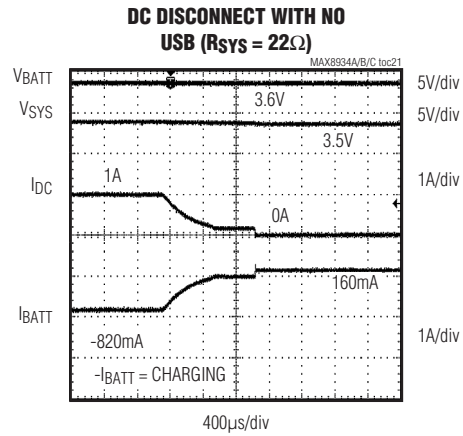 DC DISCONNECT WITH NO
USB (RSYS = 22Ω)
MAX8934A/B/C toc21
VBATT
3.6V
5V/div
VSYS
3.5V
5V/div
IDC
1A
0A
1A/div
IBATT
160mA
-820mA
1A/div
-IBATT = CHARGING
400µs/div